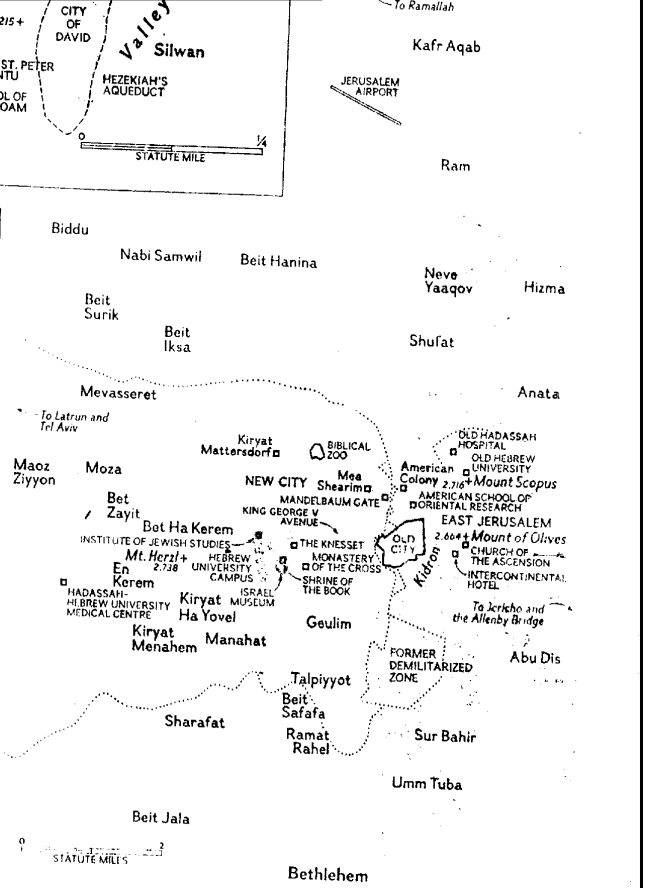 To Ramallah
215+
CITY
OF
DAVID
Valley
Silwan
ST. PETER
HEZEKIAH'S
AQUEDUCT
0
1/4
STATUTE MILE
Kafr Aqab
JERUSALEM
AIRPORT
Ram
Biddu
Nabi Samwil
Beit Hanina
Neve
Yaaqov
Hizma
Beit
Surik
Beit
Iksa
Shufat
Mevasseret
Anata
To Latrun and
Tel Aviv
Kiryat
Mattersdorf
BIBLICAL
ZOO
OLD HADASSAH
HOSPITAL
OLD HEBREW
UNIVERSITY
Maoz
Ziyyon
Moza
NEW CITY
Mea
Shearim
American
Colony
2,716+ Mount Scopus
MANDELBAUM GATE
AMERICAN SCHOOL OF
ORIENTAL RESEARCH
Bet
Zayit
KING GEORGE V
AVENUE
EAST JERUSALEM
Bet Ha Kerem
INSTITUTE OF JEWISH STUDIES
THE KNESSET
OLD
CITY
2,664+ Mount of Olives
Mt. Herzl+
2,738
HEBREW
UNIVERSITY
CAMPUS
MONASTERY
OF THE CROSS
Kidron
CHURCH OF
THE ASCENSION
En
Kerem
ISRAEL
MUSEUM
SHRINE OF
THE BOOK
INTERCONTINENTAL
HOTEL
HADASSAH-
HEBREW UNIVERSITY
MEDICAL CENTRE
Kiryat
Ha Yovel
Geulim
To Jericho and
the Allenby Bridge
Kiryat
Menahem
Manahat
FORMER
DEMILITARIZED
ZONE
Abu Dis
Talpiyyot
Beit
Safafa
Sharafat
Ramat
Rahel
Sur Bahir
Umm Tuba
Beit Jala
0
2
STATUTE MILES
Bethlehem